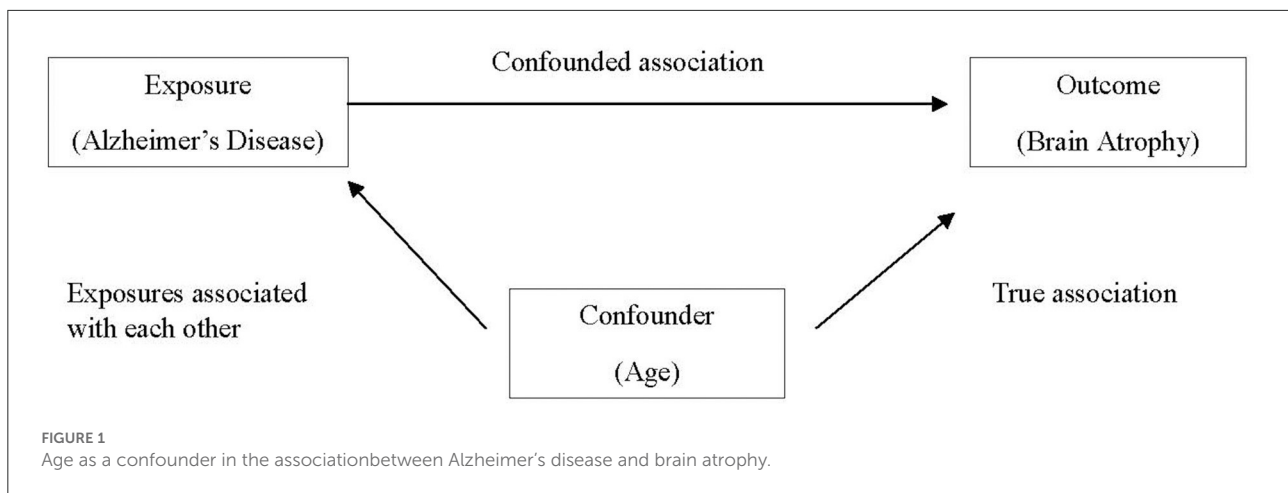 Confounded association
Exposure
(Alzheimer's Disease)
Outcome
(Brain Atrophy)
Exposures associated
with each other
Confounder
(Age)
True association
FIGURE 1
Age as a confounder in the associationbetween Alzheimer's disease and brain atrophy.